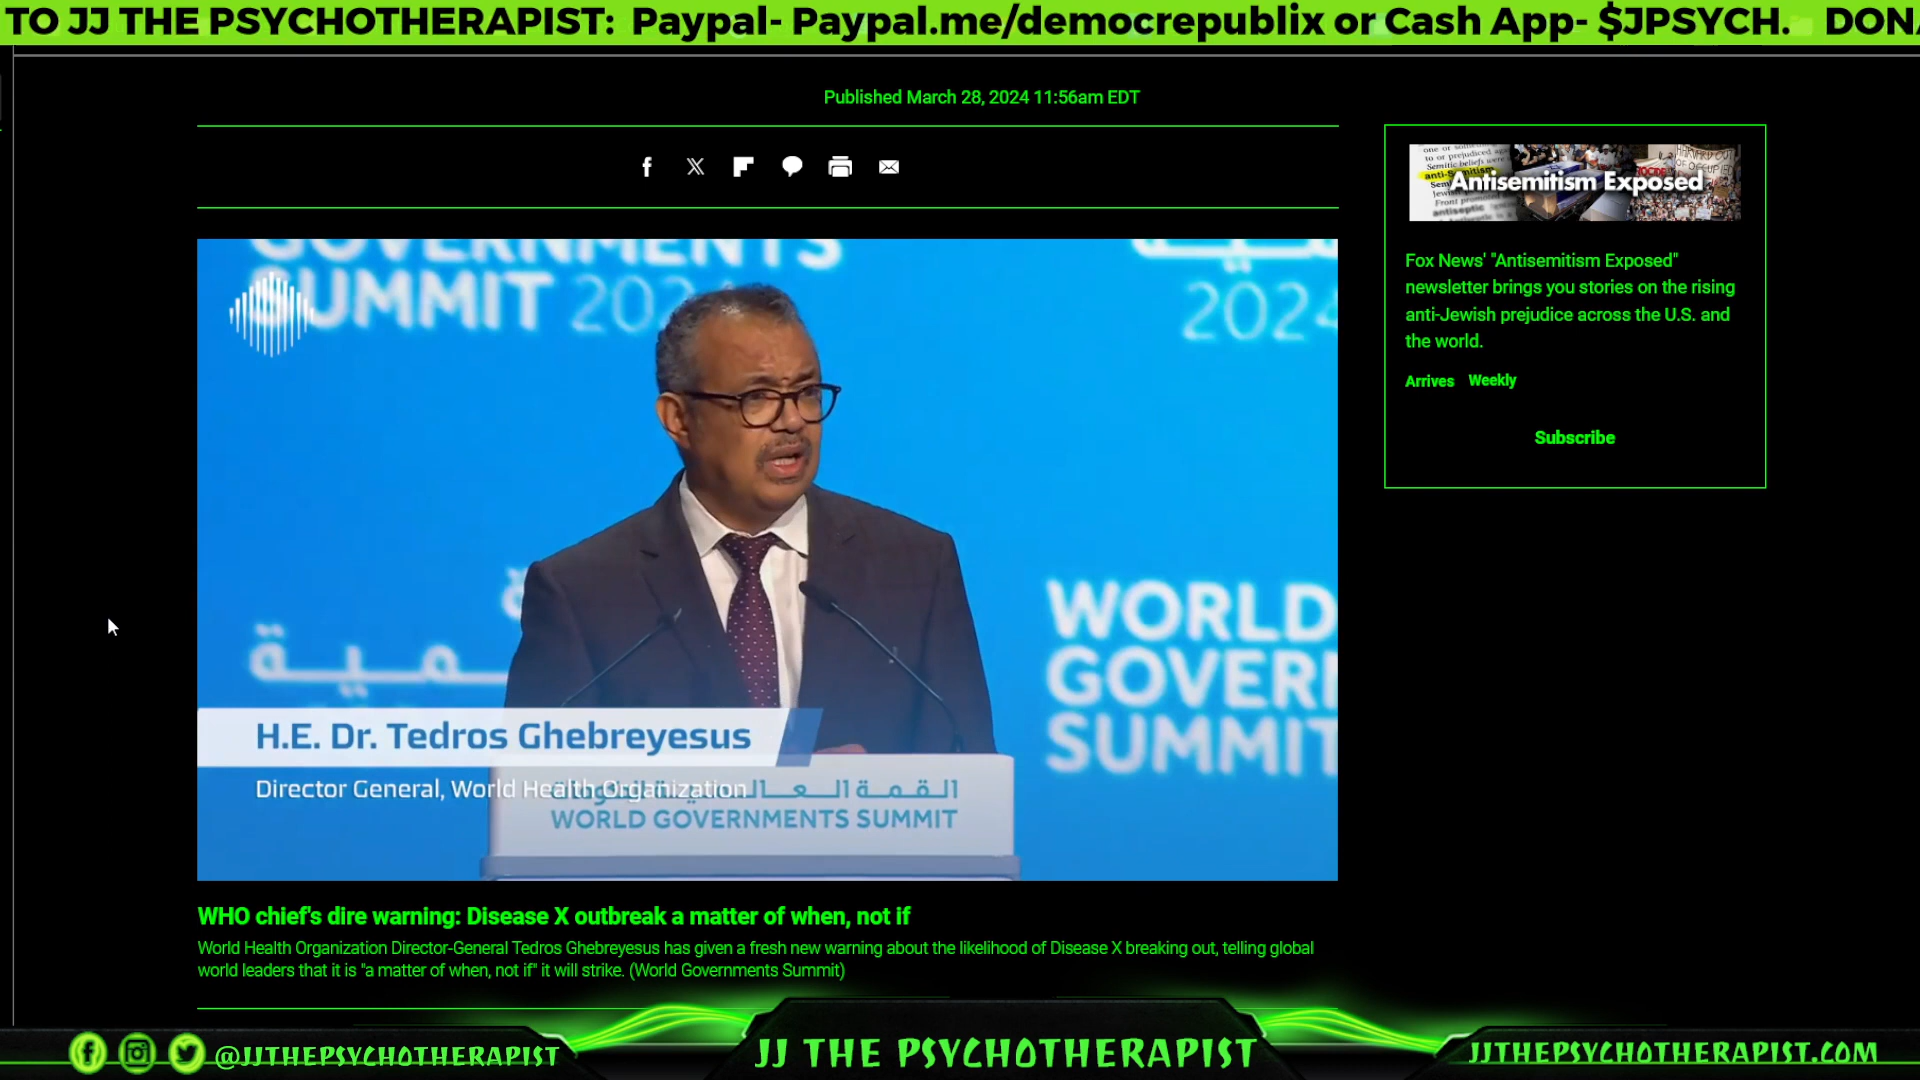 TO JJ THE PSYCHOTHERAPIST: Paypal- Paypal.me/democrepublix or Cash App- $JPSYCH. DONA
Published March 28, 2024 11:56am EDT
GOVERNMENTS
SUMMIT 2024
2024
WORLD
GOVERN
SUMMIT
H.E. Dr. Tedros Ghebreyesus
Director General, World Health Organization
القمة العالمية للحكومات
WORLD GOVERNMENTS SUMMIT
WHO chief's dire warning: Disease X outbreak a matter of when, not if
World Health Organization Director-General Tedros Ghebreyesus has given a fresh new warning about the likelihood of Disease X breaking out, telling global
world leaders that it is "a matter of when, not if" it will strike. (World Governments Summit)
Antisemitism Exposed
Fox News' "Antisemitism Exposed"
newsletter brings you stories on the rising
anti-Jewish prejudice across the U.S. and
the world.
Arrives Weekly
Subscribe
@JJTHEPSYCHOTHERAPIST
JJ THE PSYCHOTHERAPIST
JJTHEPSYCHOTHERAPIST.COM